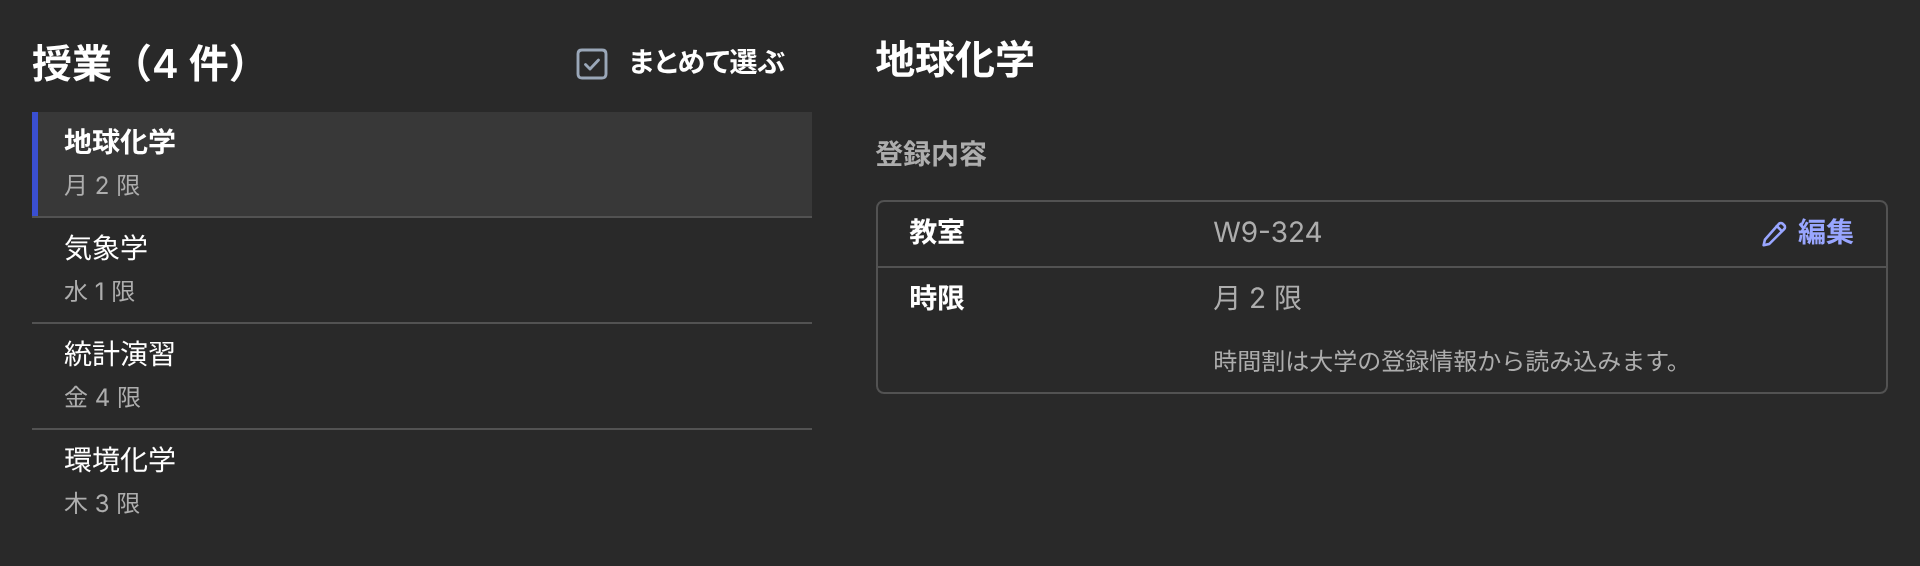 授業（4 件）
まとめて選ぶ
地球化学
月 2 限
気象学
水 1 限
統計演習
金 4 限
環境化学
木 3 限
地球化学
登録内容
教室 W9-324 編集
時限 月 2 限
時間割は大学の登録情報から読み込みます。